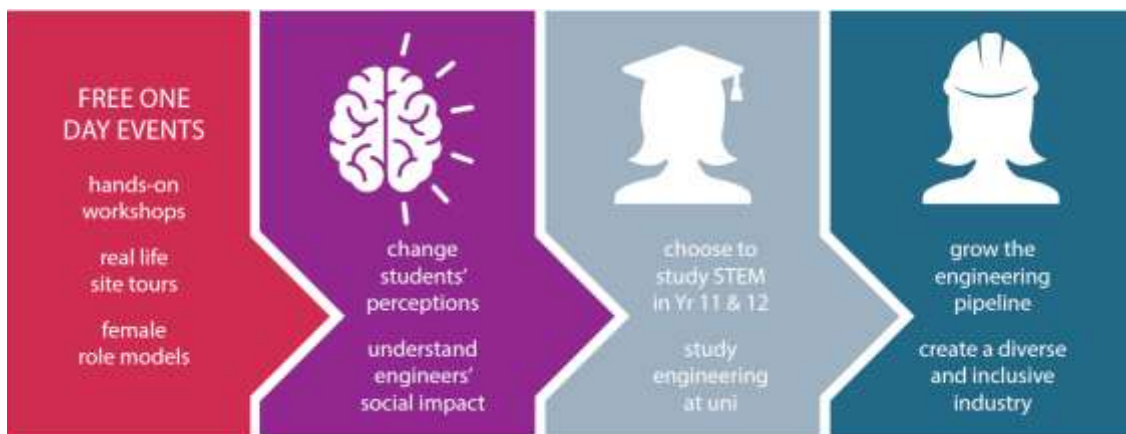 FREE ONE
DAY EVENTS
hands-on
workshops
real life
site tours
female
role models
change
students'
perceptions
understand
engineers'
social impact
choose to
study STEM
in Yr 11 & 12
study
engineering
at uni
grow the
engineering
pipeline
create a diverse
and inclusive
industry